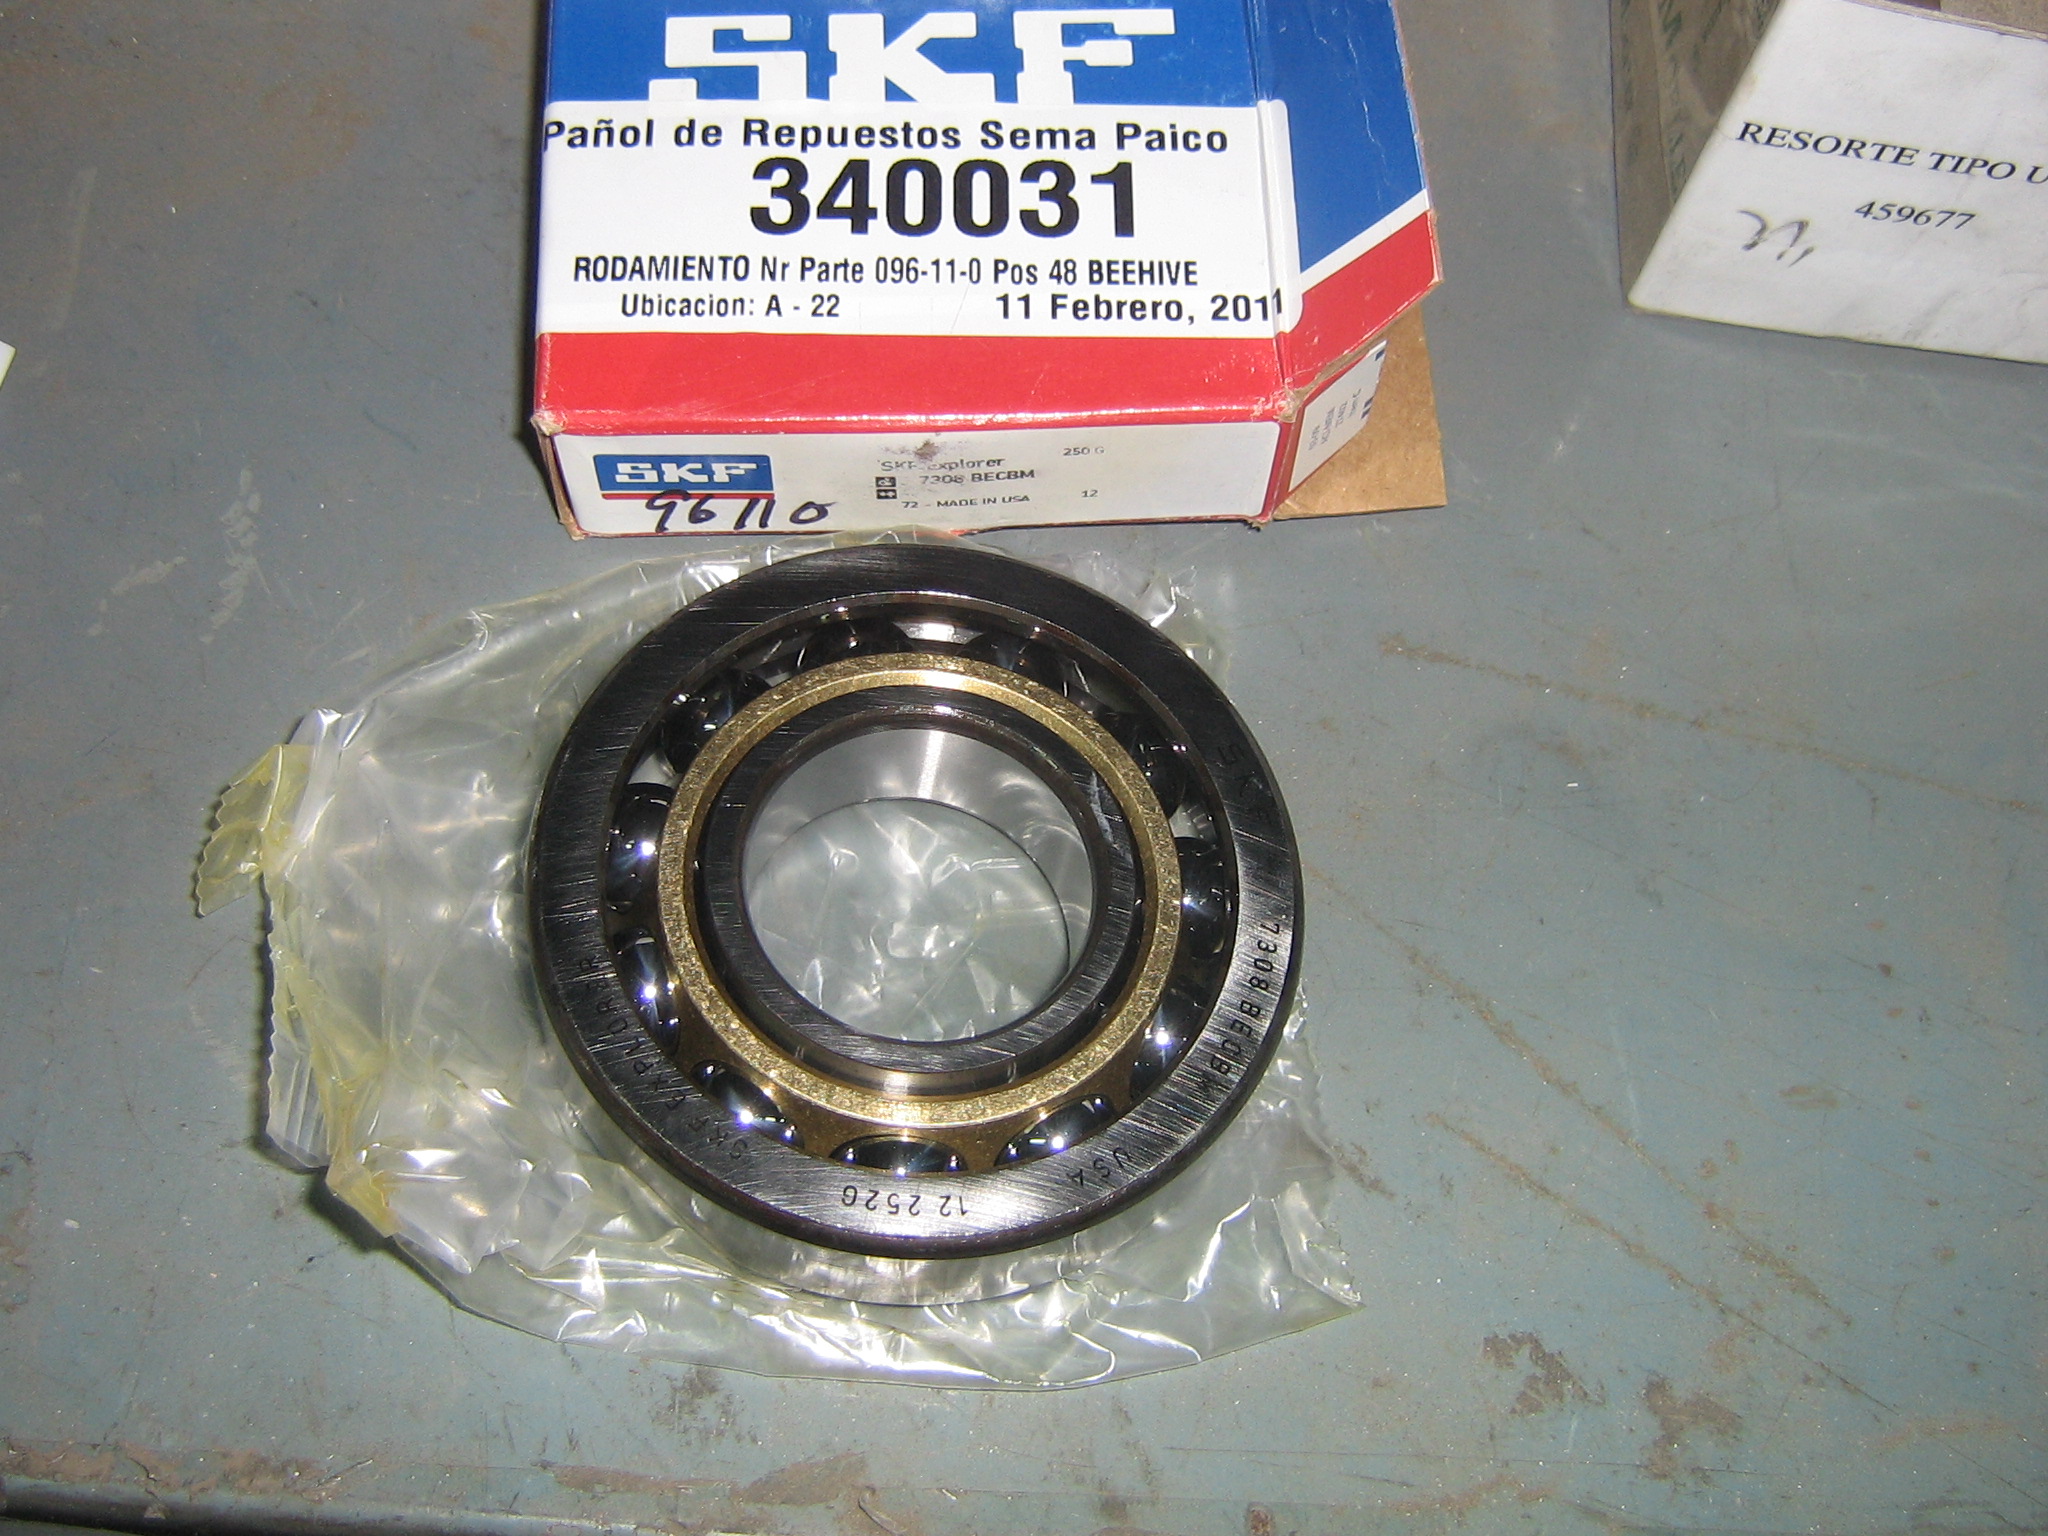 SKF
Pañol de Repuestos Sema Paico
340031
RODAMIENTO Nr Parte 096-11-0 Pos 48 BEEHIVE
Ubicacion: A - 22 11 Febrero, 2011
SKF
96110
SKF Explorer
250 G
7308 BECBM
72 - MADE IN USA
12
RESORTE TIPO U
459677
SKF
7308 BECBM
USA
12 252G
SKF EXPLORER